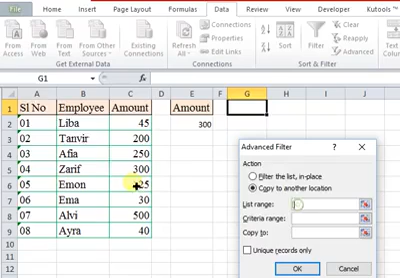 File Home Insert Page Layout Formulas Data Review View Developer Kutools
From Access From Web From Text From Other Sources Existing Connections Refresh All Connections Properties Edit Links Sort Filter Clear Reapply Advanced
Get External Data Connections Sort & Filter
G1 fx
A B C D E F G H I J K
1 Sl No Employee Amount Amount
2 01 Liba 45 300
3 02 Tanvir 200
4 03 Afia 250
5 04 Zarif 300
6 05 Emon 25
7 06 Ema 30
8 07 Alvi 500
9 08 Ayra 40
Advanced Filter ?
Action
Filter the list, in-place
Copy to another location
List range:
Criteria range:
Copy to:
Unique records only
OK Cancel